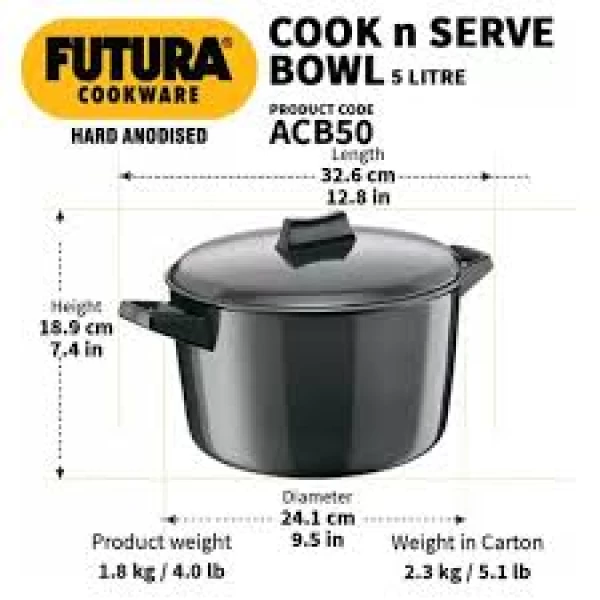 FUTURA®
COOKWARE
HARD ANODISED
COOK n SERVE
BOWL 5 LITRE
PRODUCT CODE
ACB50
Length
32.6 cm
12.8 in
Height
18.9 cm
7.4 in
Diameter
24.1 cm
9.5 in
Product weight
1.8 kg / 4.0 lb
Weight in Carton
2.3 kg / 5.1 lb